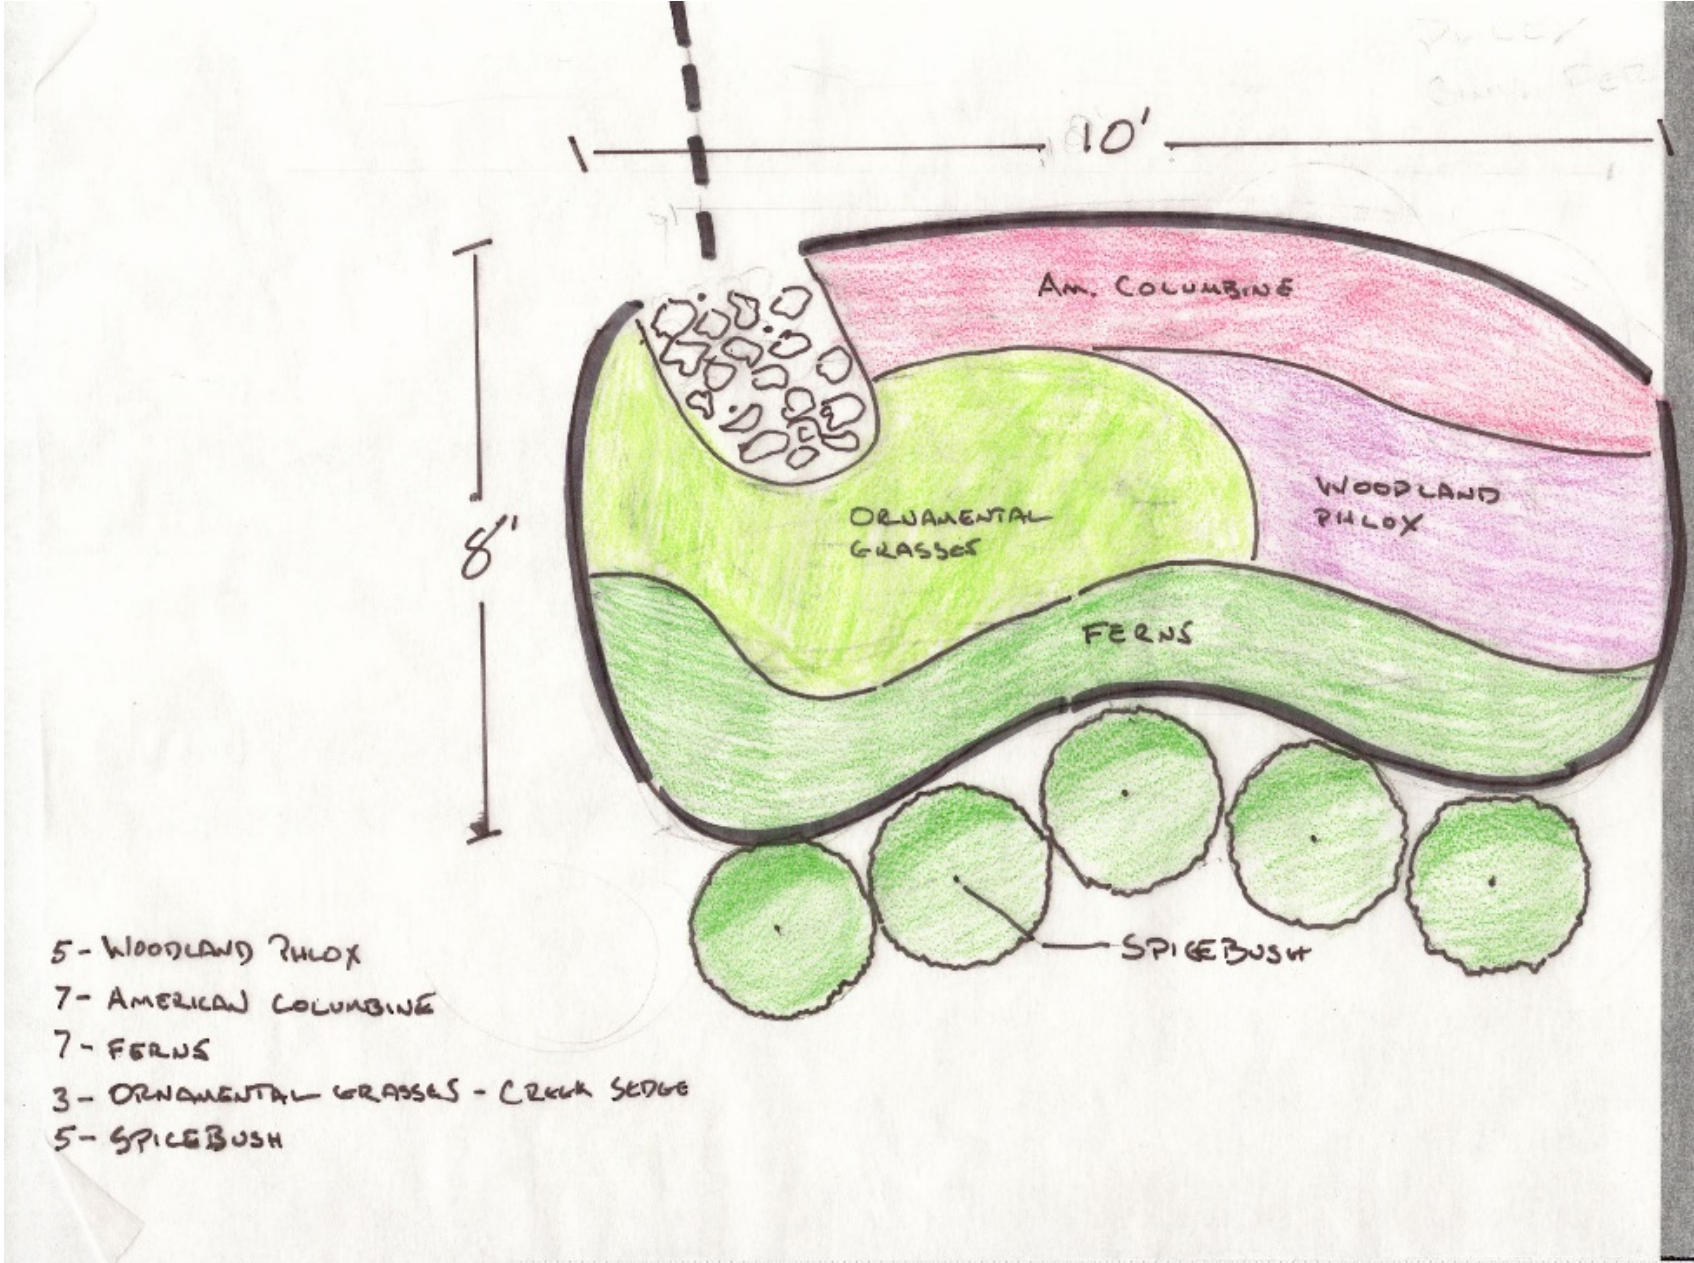 10'
AM. COLUMBINE
8'
ORNAMENTAL
GRASSES
WOODLAND
PHLOX
FERNS
SPICEBUSH
5- WOODLAND PHLOX
7- AMERICAN COLUMBINE
7- FERNS
3- ORNAMENTAL GRASSES - CREEK SEDGE
5- SPICEBUSH